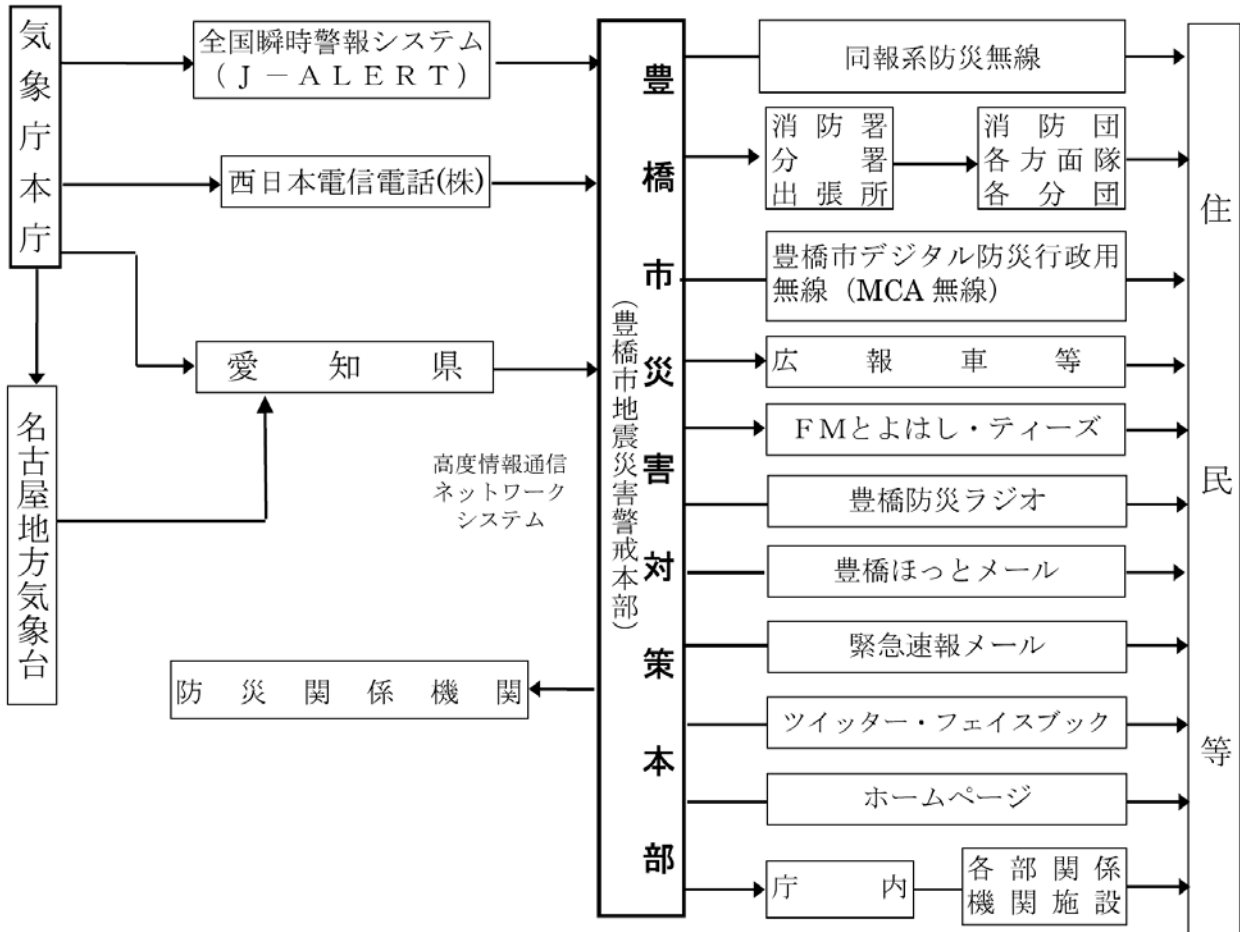 気象庁本庁
全国瞬時警報システム
(J－ALERT)
西日本電信電話(株)
愛知県
名古屋地方気象台
高度情報通信
ネットワーク
システム
防災関係機関
豊橋市災害対策本部
(豊橋市地震災害警戒本部)
同報系防災無線
消防署
分署
出張所
消防団
各方面隊
各分団
豊橋市デジタル防災行政用
無線（MCA 無線）
広報車等
ＦＭとよはし・ティーズ
豊橋防災ラジオ
豊橋ほっとメール
緊急速報メール
ツイッター・フェイスブック
ホームページ
庁内
各部関係
機関施設
住民等